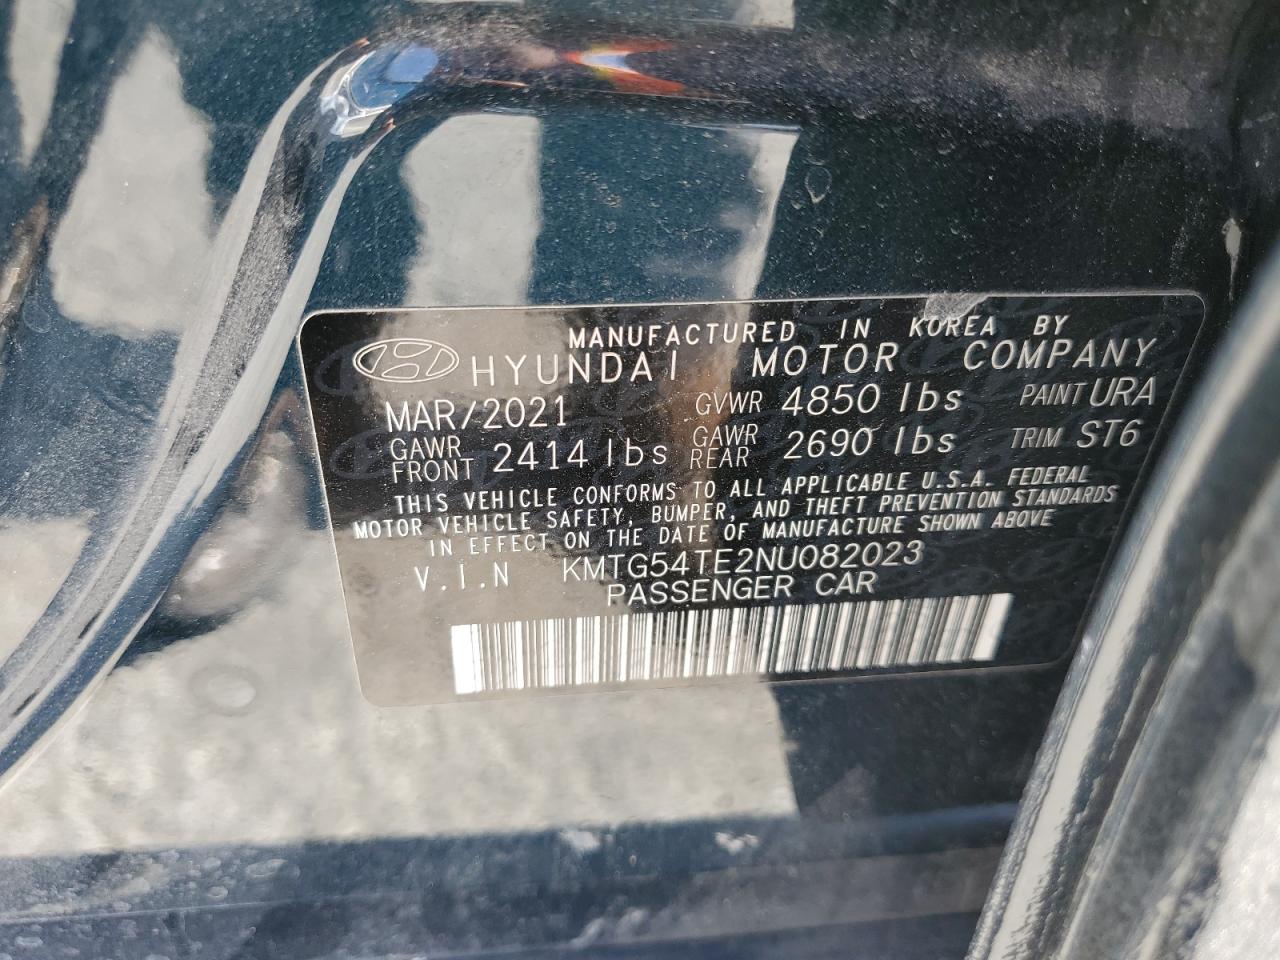 MANUFACTURED IN KOREA BY
HYUNDAI MOTOR COMPANY
MAR/2021 GVWR 4850 lbs PAINT URA
GAWR FRONT 2414 lbs GAWR REAR 2690 lbs TRIM ST6
THIS VEHICLE CONFORMS TO ALL APPLICABLE U.S.A. FEDERAL
MOTOR VEHICLE SAFETY, BUMPER, AND THEFT PREVENTION STANDARDS
IN EFFECT ON THE DATE OF MANUFACTURE SHOWN ABOVE
V.I.N KMTG54TE2NU082023
PASSENGER CAR